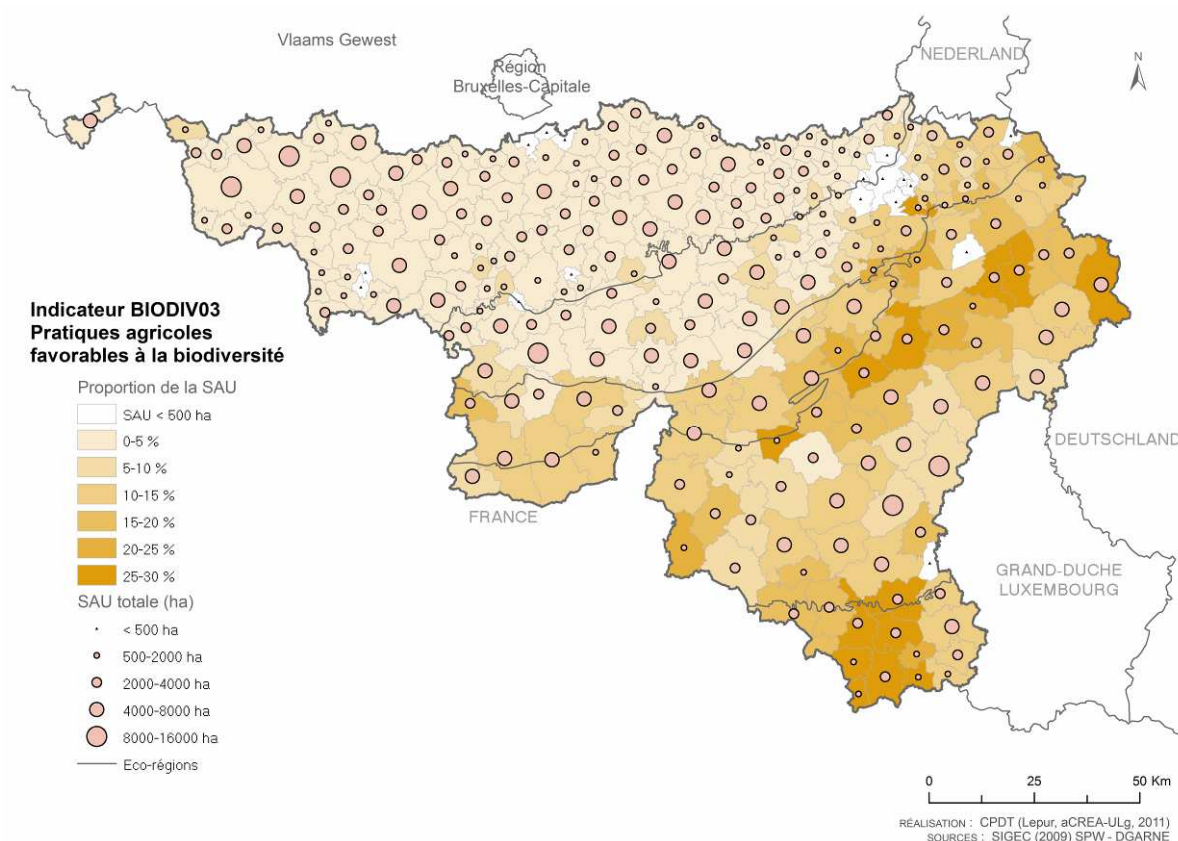 Vlaams Gewest
Région
Bruxelles-Capitale
NEDERLAND
N
Indicateur BIODIV03
Pratiques agricoles
favorables à la biodiversité
Proportion de la SAU
SAU < 500 ha
0-5 %
5-10 %
10-15 %
15-20 %
20-25 %
25-30 %
SAU totale (ha)
< 500 ha
500-2000 ha
2000-4000 ha
4000-8000 ha
8000-16000 ha
Eco-régions
FRANCE
DEUTSCHLAND
GRAND-DUCHE
LUXEMBOURG
0 25 50 Km
RÉALISATION : CPDT (Lepur, aCREA-ULg, 2011)
SOURCES : SIGEC (2009) SPW - DGARNE